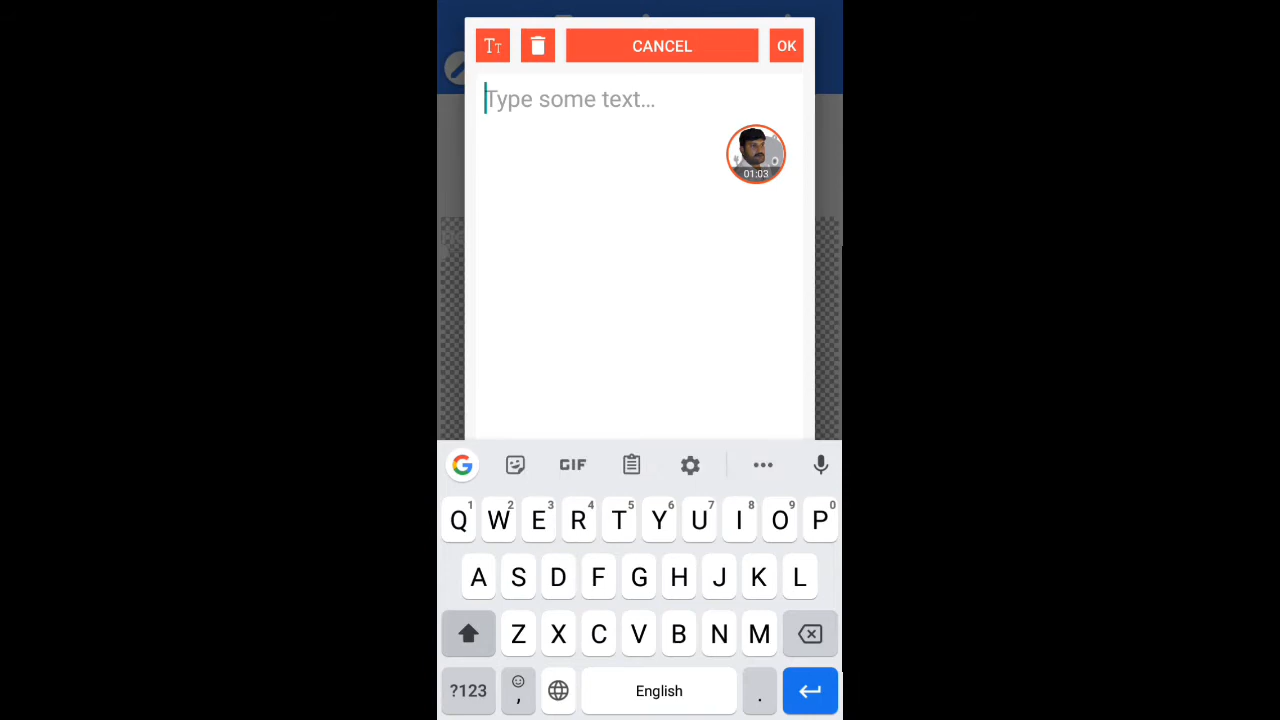 TT CANCEL OK
Type some text...
01:03
GIF
Q1 W2 E3 R4 T5 Y6 U7 I8 O9 P0
A S D F G H J K L
Z X C V B N M
?123 , English .